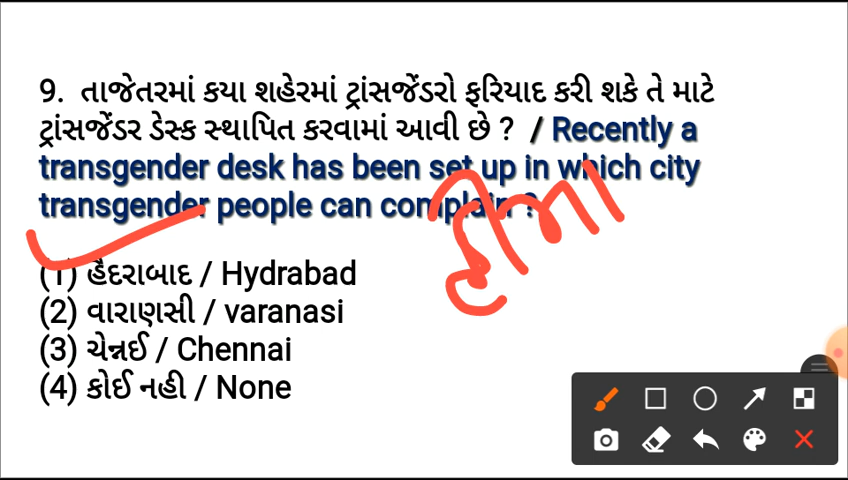 9. તાજેતરમાં કયા શહેરમાં ટ્રાંસજેંડરો ફરિયાદ કરી શકે તે માટે
ટ્રાંસજેંડર ડેસ્ક સ્થાપિત કરવામાં આવી છે ? / Recently a
transgender desk has been set up in which city
transgender people can complain ?
(1) હૈદરાબાદ / Hydrabad
(2) વારાણસી / varanasi
(3) ચેન્નઈ / Chennai
(4) કોઈ નહી / None